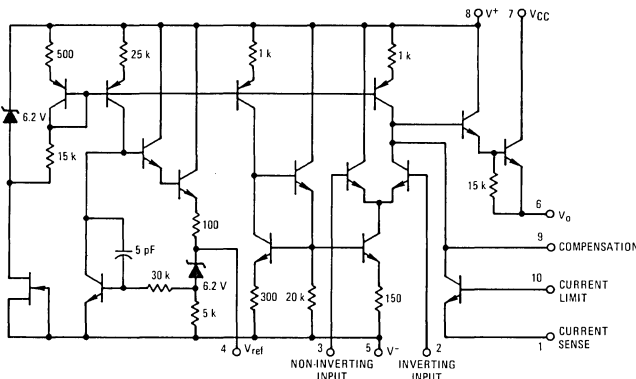 8 V+ 7 VCC
500 25 k 1 k 1 k
6.2 V
15 k
15 k
6
Vo
100
9 COMPENSATION
5 pF
10 CURRENT
LIMIT
30 k 6.2 V
300 20 k 150
5 k
1 CURRENT
SENSE
4 Vref 3 5 V− 2
NON-INVERTING INPUT
INVERTING INPUT